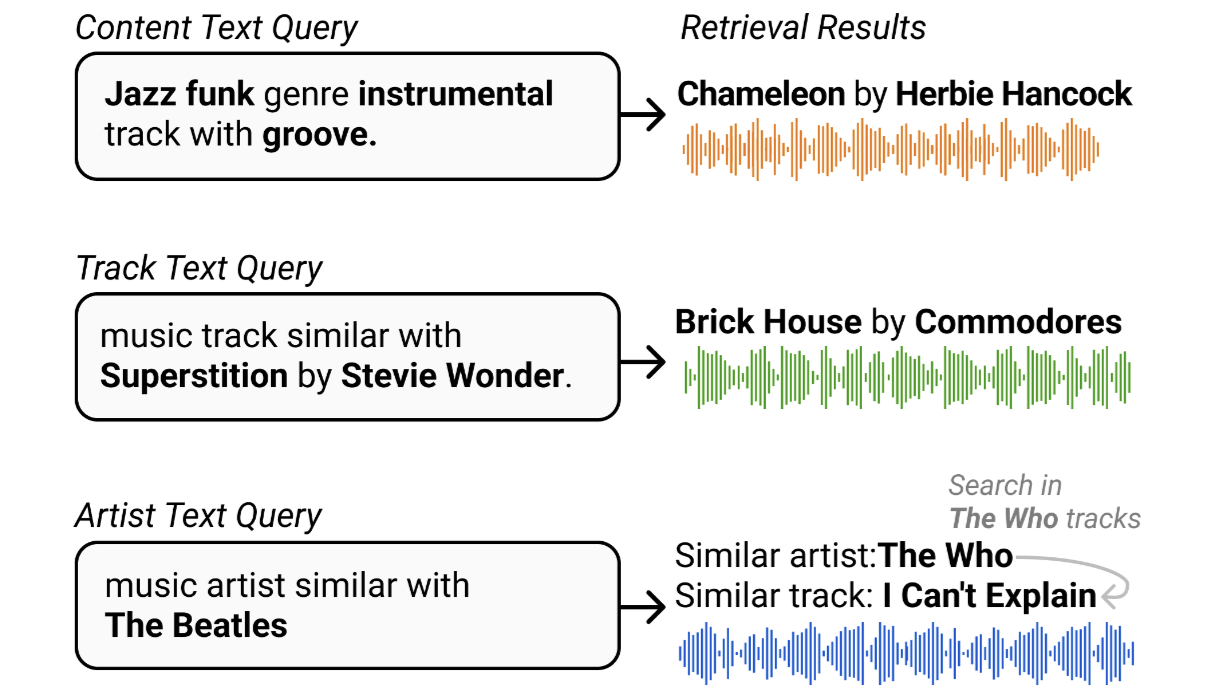 Content Text Query
Retrieval Results
Jazz funk genre instrumental
track with groove.
Chameleon by Herbie Hancock
Track Text Query
music track similar with
Superstition by Stevie Wonder.
Brick House by Commodores
Artist Text Query
Search in
The Who tracks
music artist similar with
The Beatles
Similar artist:The Who
Similar track: I Can't Explain